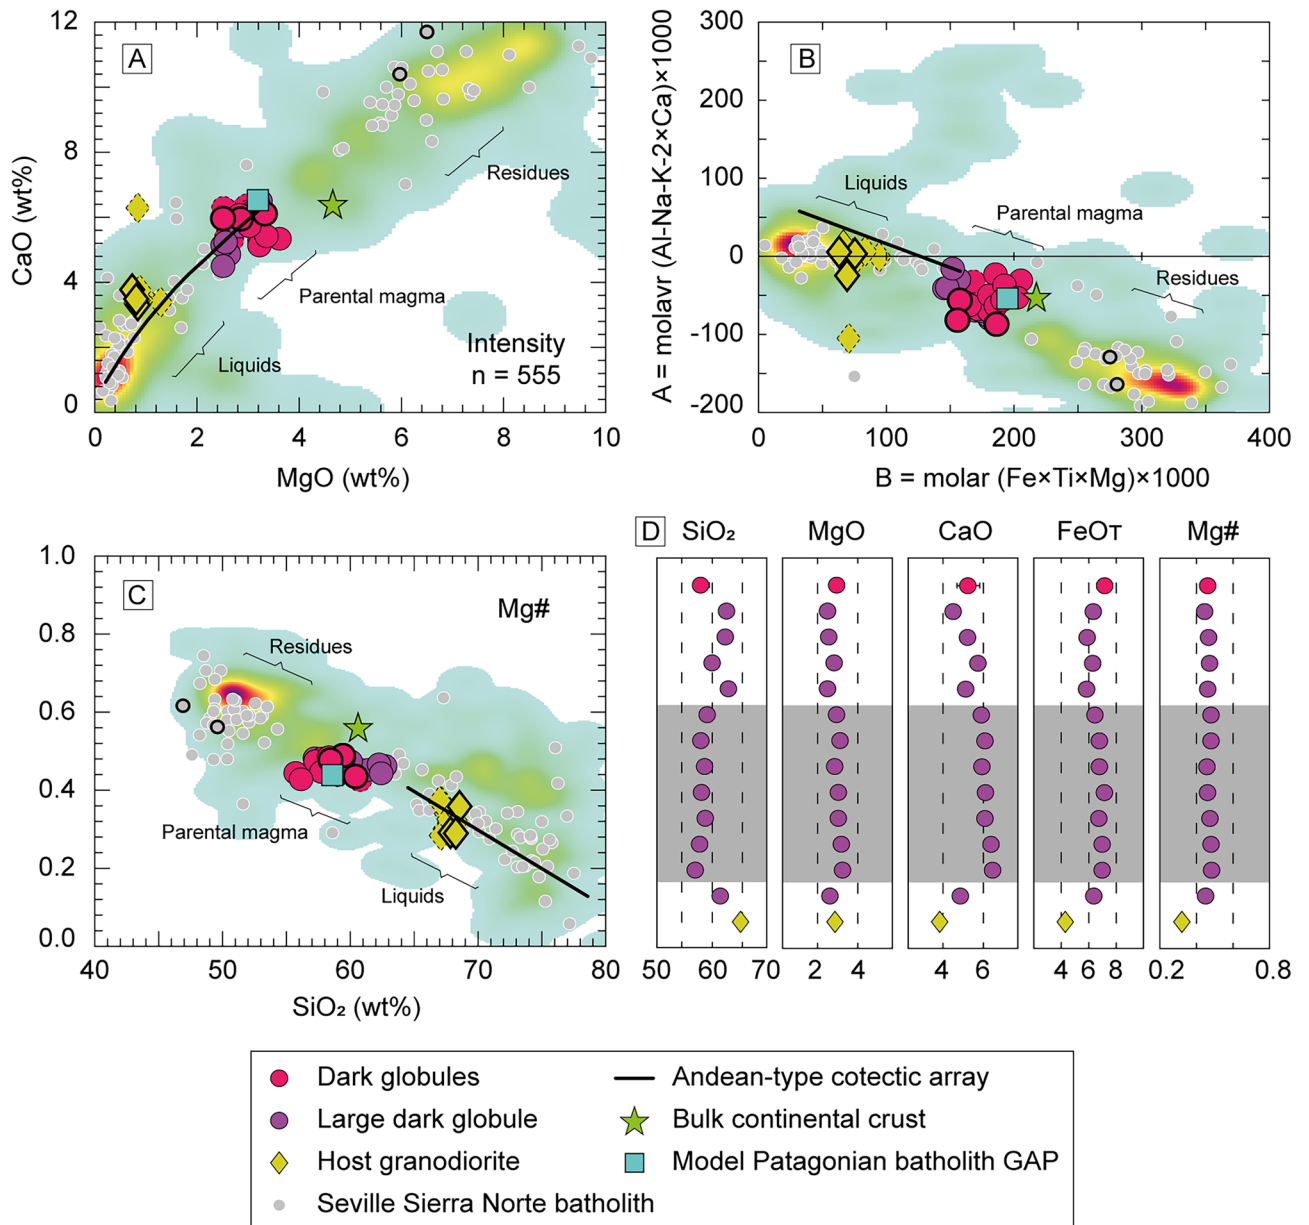 A
CaO (wt%)
12
8
4
0
Residues
Parental magma
Liquids
Intensity
n = 555
0 2 4 6 8 10
MgO (wt%)
B
A = molavr (Al-Na-K-2×Ca)×1000
300
200
100
0
-100
-200
Liquids
Parental magma
Residues
0 100 200 300 400
B = molar (Fe×Ti×Mg)×1000
C
Mg#
1.0
0.8
0.6
0.4
0.2
0.0
Residues
Parental magma
Liquids
40 50 60 70 80
SiO₂ (wt%)
D
SiO₂ MgO CaO FeOT Mg#
50 60 70 2 4 4 6 4 6 8 0.2 0.8
Dark globules
Large dark globule
Host granodiorite
Seville Sierra Norte batholith
Andean-type cotectic array
Bulk continental crust
Model Patagonian batholith GAP